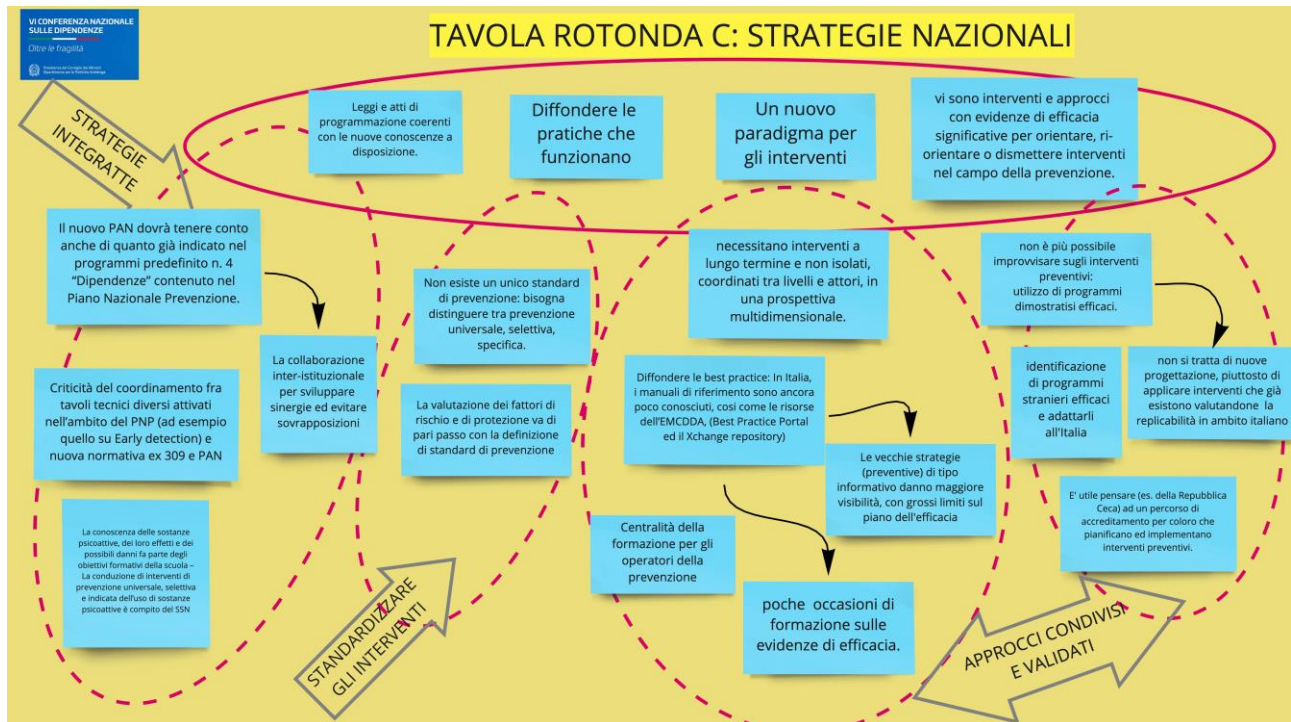 VI CONFERENZA NAZIONALE
SULLE DIPENDENZE
Oltre le fragilità
Presidenza del Consiglio dei Ministri
Dipartimento per le Politiche Antidroga
TAVOLA ROTONDA C: STRATEGIE NAZIONALI
STRATEGIE
INTEGRATTE
Leggi e atti di
programmazione coerenti
con le nuove conoscenze a
disposizione.
Diffondere le
pratiche che
funzionano
Un nuovo
paradigma per
gli interventi
vi sono interventi e approcci
con evidenze di efficacia
significative per orientare, ri-
orientare o dismettere interventi
nel campo della prevenzione.
Il nuovo PAN dovrà tenere conto
anche di quanto già indicato nel
programmi predefinito n. 4
“Dipendenze” contenuto nel
Piano Nazionale Prevenzione.
La collaborazione
inter-istituzionale
per sviluppare
sinergie ed evitare
sovrapposizioni
Criticità del coordinamento fra
tavoli tecnici diversi attivati
nell’ambito del PNP (ad esempio
quello su Early detection) e
nuova normativa ex 309 e PAN
La conoscenza delle sostanze
psicoattive, dei loro effetti e dei
possibili danni fa parte degli
obiettivi formativi della scuola –
La conduzione di interventi di
prevenzione universale, selettiva
e indicata dell’uso di sostanze
psicoattive è compito del SSN
Non esiste un unico standard
di prevenzione: bisogna
distinguere tra prevenzione
universale, selettiva,
specifica.
La valutazione dei fattori di
rischio e di protezione va di
pari passo con la definizione
di standard di prevenzione
STANDARDIZZARE
GLI INTERVENTI
necessitano interventi a
lungo termine e non isolati,
coordinati tra livelli e attori, in
una prospettiva
multidimensionale.
Diffondere le best practice: In Italia,
i manuali di riferimento sono ancora
poco conosciuti, cosi come le risorse
dell’EMCDDA, (Best Practice Portal
ed il Xchange repository)
Le vecchie strategie
(preventive) di tipo
informativo danno maggiore
visibilità, con grossi limiti sul
piano dell'efficacia
Centralità della
formazione per gli
operatori della
prevenzione
poche occasioni di
formazione sulle
evidenze di efficacia.
non è più possibile
improvvisare sugli interventi
preventivi:
utilizzo di programmi
dimostratisi efficaci.
identificazione
di programmi
stranieri efficaci
e adattarli
all'Italia
non si tratta di nuove
progettazione, piuttosto di
applicare interventi che già
esistono valutandone la
replicabilità in ambito italiano
E' utile pensare (es. della Repubblica
Ceca) ad un percorso di
accreditamento per coloro che
pianificano ed implementano
interventi preventivi.
APPROCCI CONDIVISI
E VALIDATI